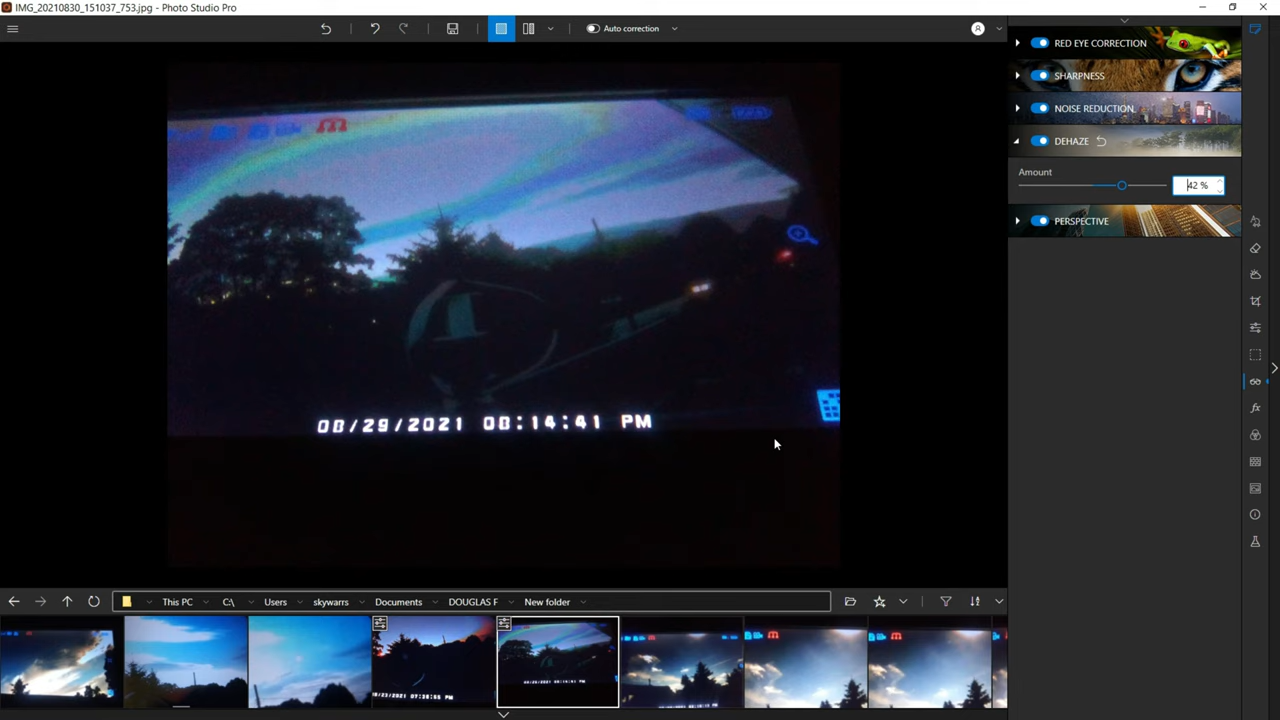 IMG_20210830_151037_753.jpg - Photo Studio Pro
Auto correction
RED EYE CORRECTION
SHARPNESS
NOISE REDUCTION
DEHAZE
Amount
42 %
PERSPECTIVE
08/29/2021 08:14:41 PM
This PC
C:\
Users
skywarrs
Documents
DOUGLAS F
New folder